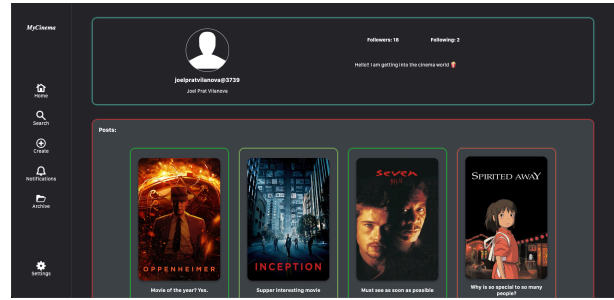 MyCinema
Home
Search
Create
Notifications
Archive
Settings
joelpratvilanova@3739
Joel Prat Vilanova
Followers: 18
Following: 2
Hello!! I am getting into the cinema world 🍿
Posts:
OPPENHEIMER
Movie of the year? Yes.
INCEPTION
Supper interesting movie
Seven
Must see as soon as possible
SPIRITED AWAY
Why is so special to so many
people?